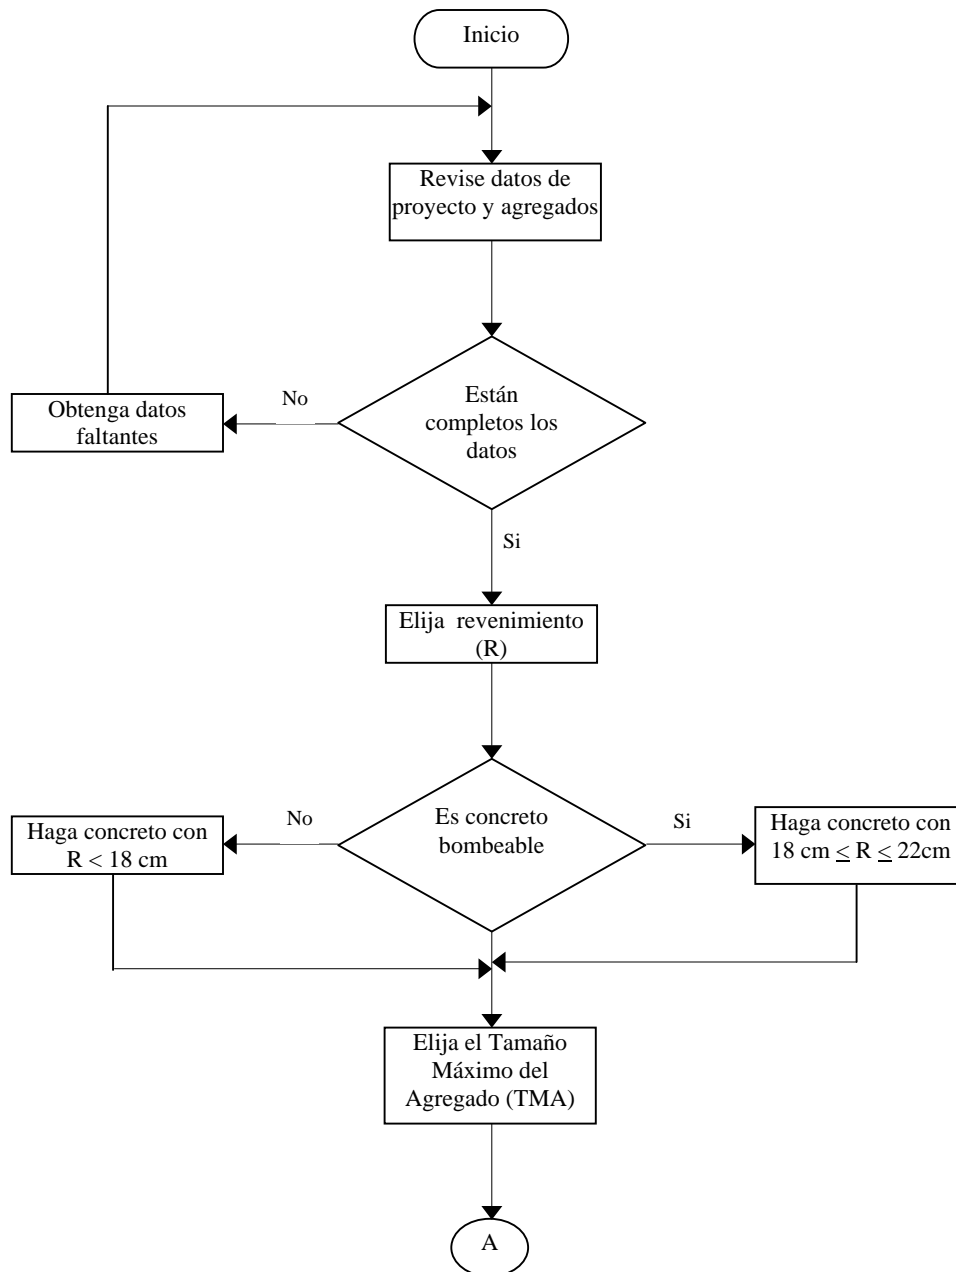 Inicio
Revise datos de
proyecto y agregados
Están
completos los
datos
No
Obtenga datos
faltantes
Si
Elija revenimiento
(R)
Es concreto
bombeable
No
Haga concreto con
R < 18 cm
Si
Haga concreto con
18 cm ≤ R ≤ 22cm
Elija el Tamaño
Máximo del
Agregado (TMA)
A